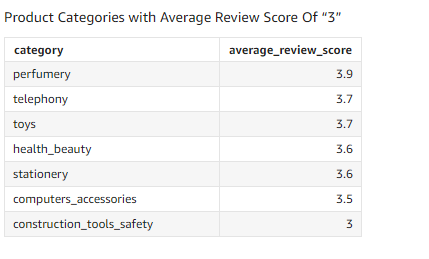 Product Categories with Average Review Score Of “3”
category average_review_score
perfumery 3.9
telephony 3.7
toys 3.7
health_beauty 3.6
stationery 3.6
computers_accessories 3.5
construction_tools_safety 3